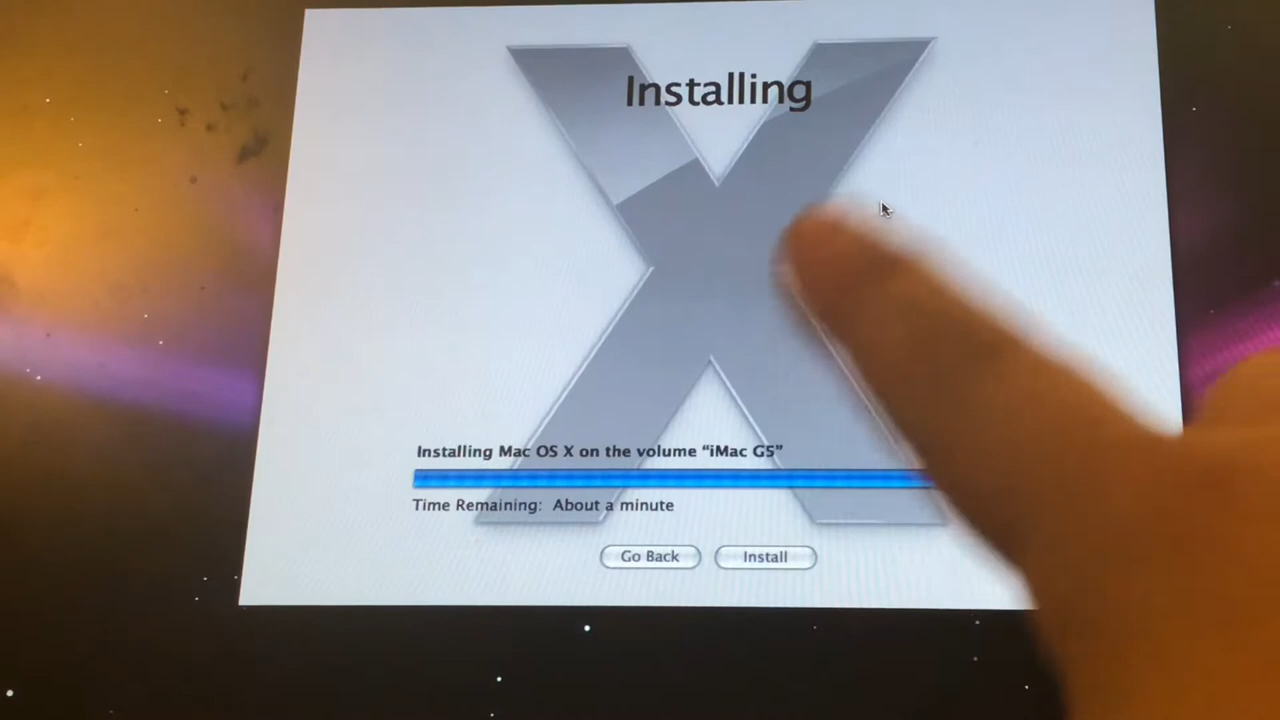 Installing
Installing Mac OS X on the volume “iMac G5”
Time Remaining: About a minute
Go Back
Install